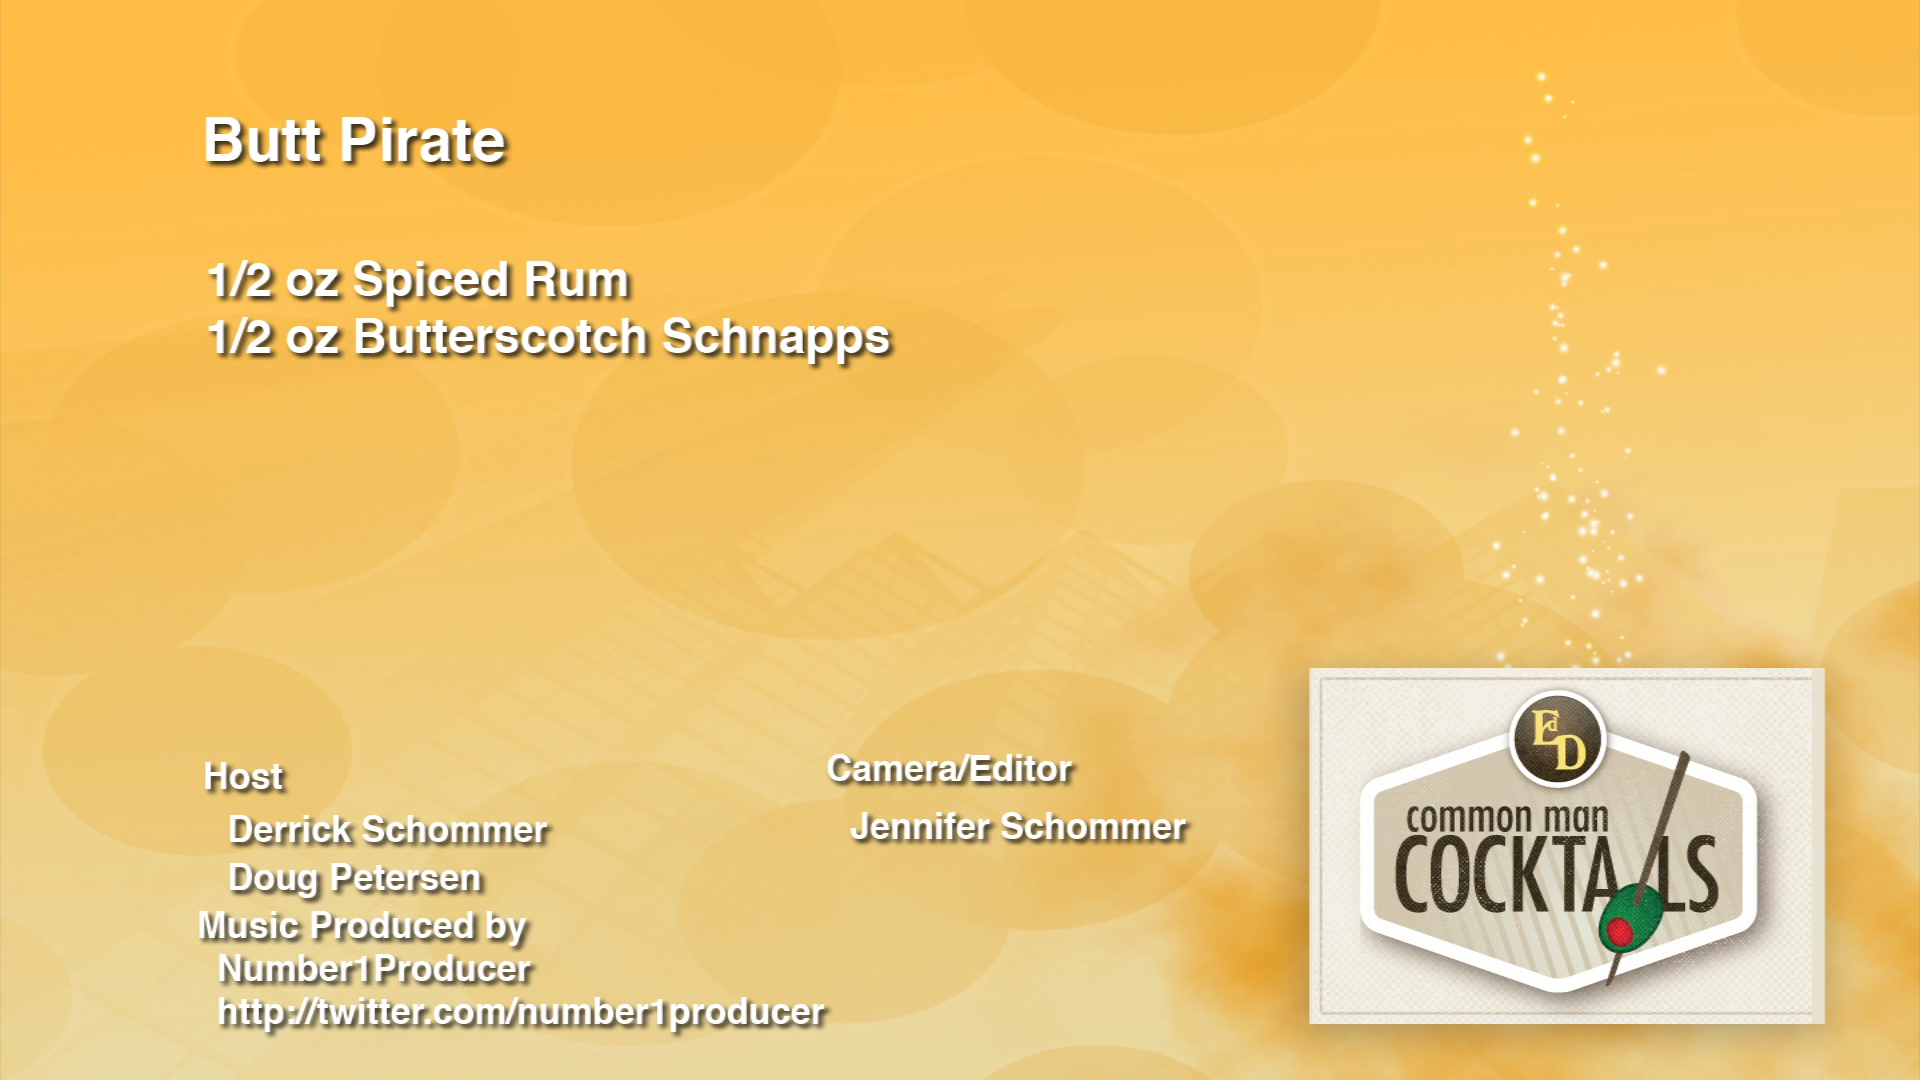 Butt Pirate
1/2 oz Spiced Rum
1/2 oz Butterscotch Schnapps
Host
Derrick Schommer
Doug Petersen
Music Produced by
Number1Producer
http://twitter.com/number1producer
Camera/Editor
Jennifer Schommer
EdD
common man
COCKTAILS